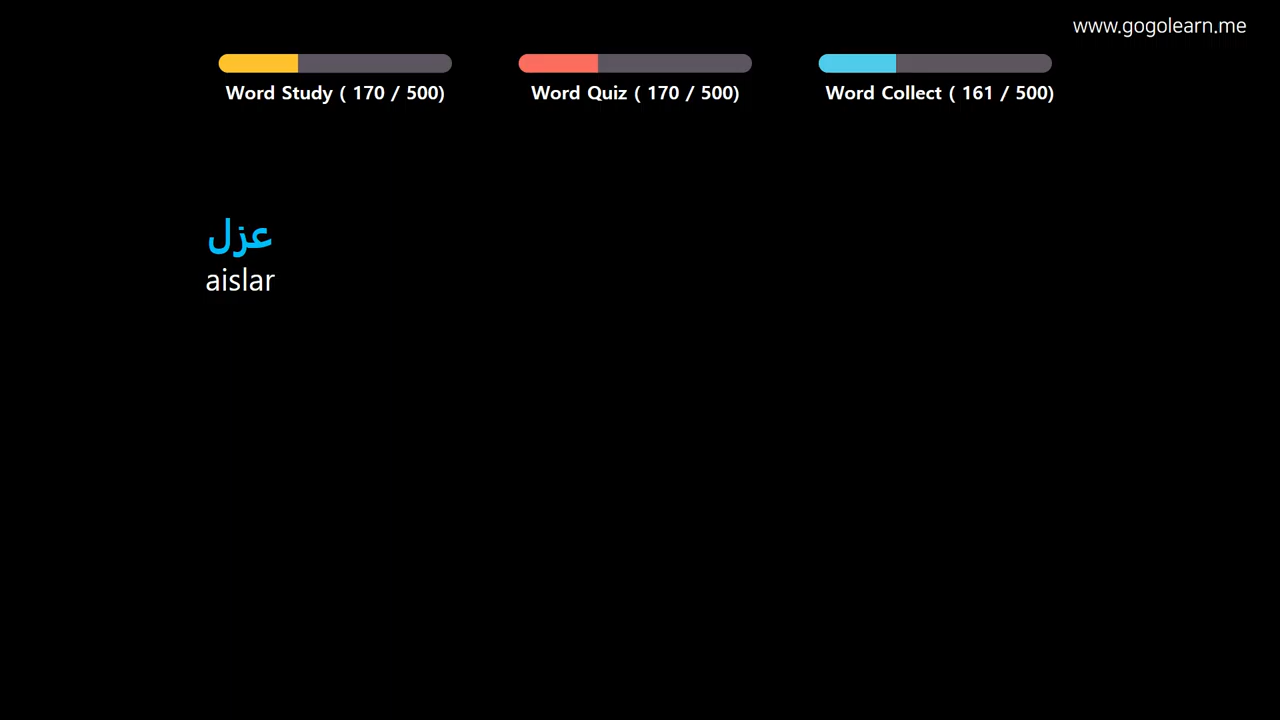 www.gogolearn.me
Word Study ( 170 / 500)
Word Quiz ( 170 / 500)
Word Collect ( 161 / 500)
عزل
aislar